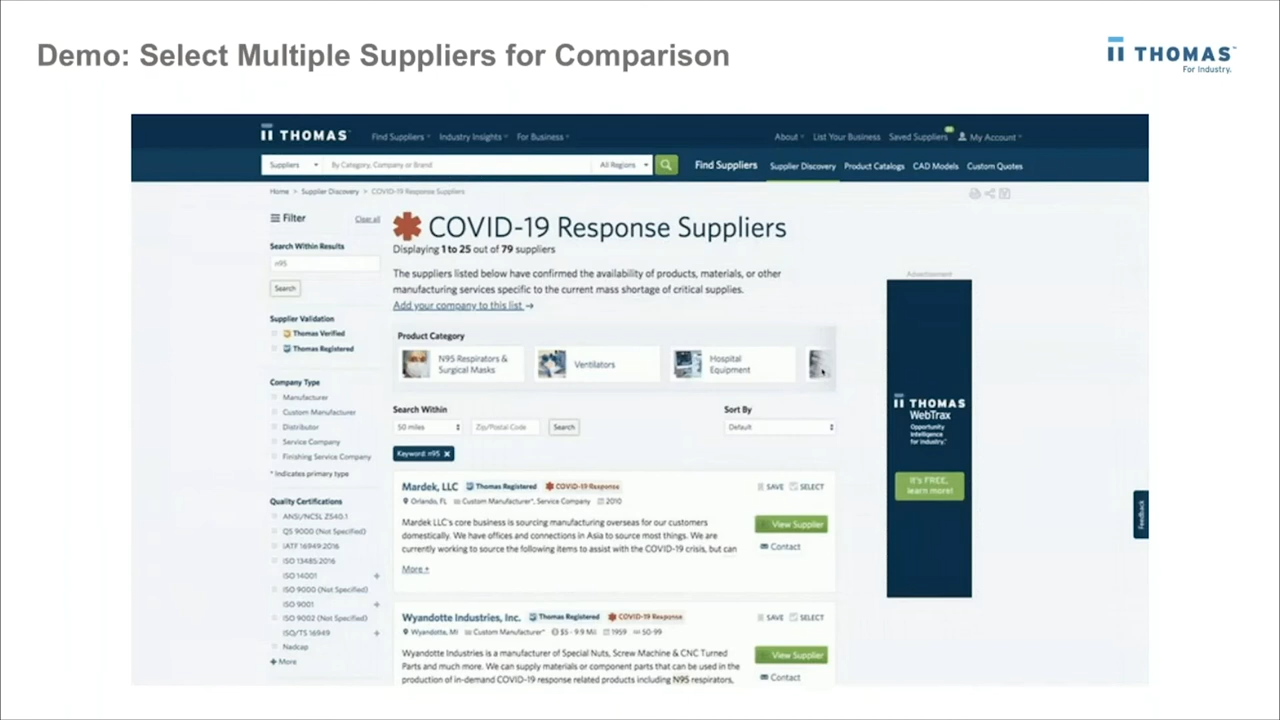 Demo: Select Multiple Suppliers for Comparison
THOMAS™
For Industry.
THOMAS
Find Suppliers
Industry Insights
For Business
About
List Your Business
Saved Suppliers
My Account
Suppliers
By Category, Company or Brand
All Regions
Find Suppliers
Supplier Discovery
Product Catalogs
CAD Models
Custom Quotes
Home > Supplier Discovery > COVID-19 Response Suppliers
Filter
Clear all
Search Within Results
n95
Search
Supplier Validation
Thomas Verified
Thomas Registered
Company Type
Manufacturer
Custom Manufacturer
Distributor
Service Company
Finishing Service Company
* Indicates primary type
Quality Certifications
ANSI/NCSL Z540.1
QS 9000 (Not Specified)
IATF 16949:2016
ISO 13485:2016
ISO 14001 +
ISO 9000 (Not Specified)
ISO 9001 +
ISO 9002 (Not Specified)
ISO/TS 16949 +
Nadcap
+ More
COVID-19 Response Suppliers
Displaying 1 to 25 out of 79 suppliers
The suppliers listed below have confirmed the availability of products, materials, or other
manufacturing services specific to the current mass shortage of critical supplies.
Add your company to this list →
Product Category
N95 Respirators &
Surgical Masks
Ventilators
Hospital
Equipment
Search Within
50 miles
Zip/Postal Code
Search
Sort By
Default
Keyword: n95 ×
Mardek, LLC Thomas Registered COVID-19 Response
SAVE SELECT
Orlando, FL Custom Manufacturer*, Service Company 2010
Mardek LLC's core business is sourcing manufacturing overseas for our customers
domestically. We have offices and connections in Asia to source most things. We are
currently working to source the following items to assist with the COVID-19 crisis, but can
More +
View Supplier
Contact
Wyandotte Industries, Inc. Thomas Registered COVID-19 Response
SAVE SELECT
Wyandotte, MI Custom Manufacturer* $5 - 9.9 Mil 1959 50-99
Wyandotte Industries is a manufacturer of Special Nuts, Screw Machine & CNC Turned
Parts and much more. We can supply materials or component parts that can be used in the
production of in-demand COVID-19 response related products including N95 respirators,
View Supplier
Contact
Advertisement
THOMAS
WebTrax
Opportunity
Intelligence
for Industry.
It's FREE,
learn more!
Feedback